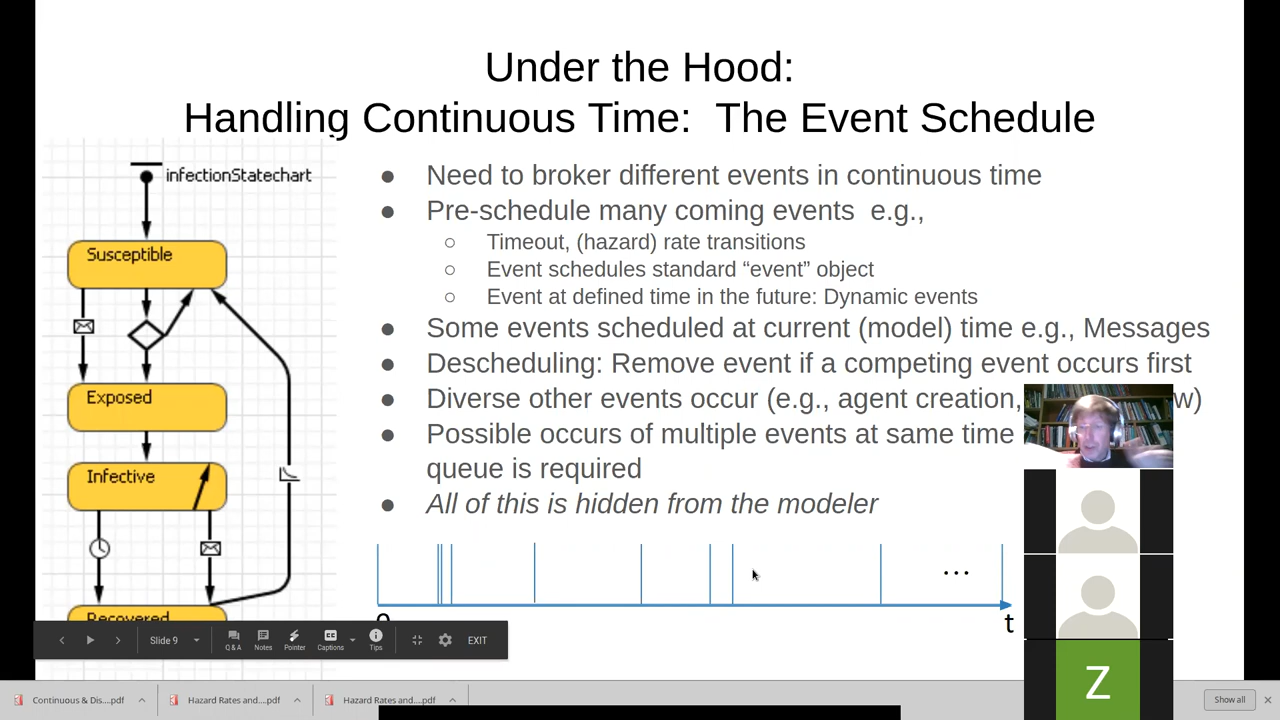 Under the Hood:
Handling Continuous Time: The Event Schedule
infectionStatechart
Susceptible
Exposed
Infective
Recovered
● Need to broker different events in continuous time
● Pre-schedule many coming events e.g.,
○ Timeout, (hazard) rate transitions
○ Event schedules standard “event” object
○ Event at defined time in the future: Dynamic events
● Some events scheduled at current (model) time e.g., Messages
● Descheduling: Remove event if a competing event occurs first
● Diverse other events occur (e.g., agent creation, w)
● Possible occurs of multiple events at same time
queue is required
● All of this is hidden from the modeler
...
0
t
Slide 9
Q & A
Notes
Pointer
CC
Captions
Tips
EXIT
Z
Continuous & Dis....pdf
Hazard Rates and....pdf
Hazard Rates and....pdf
Show all